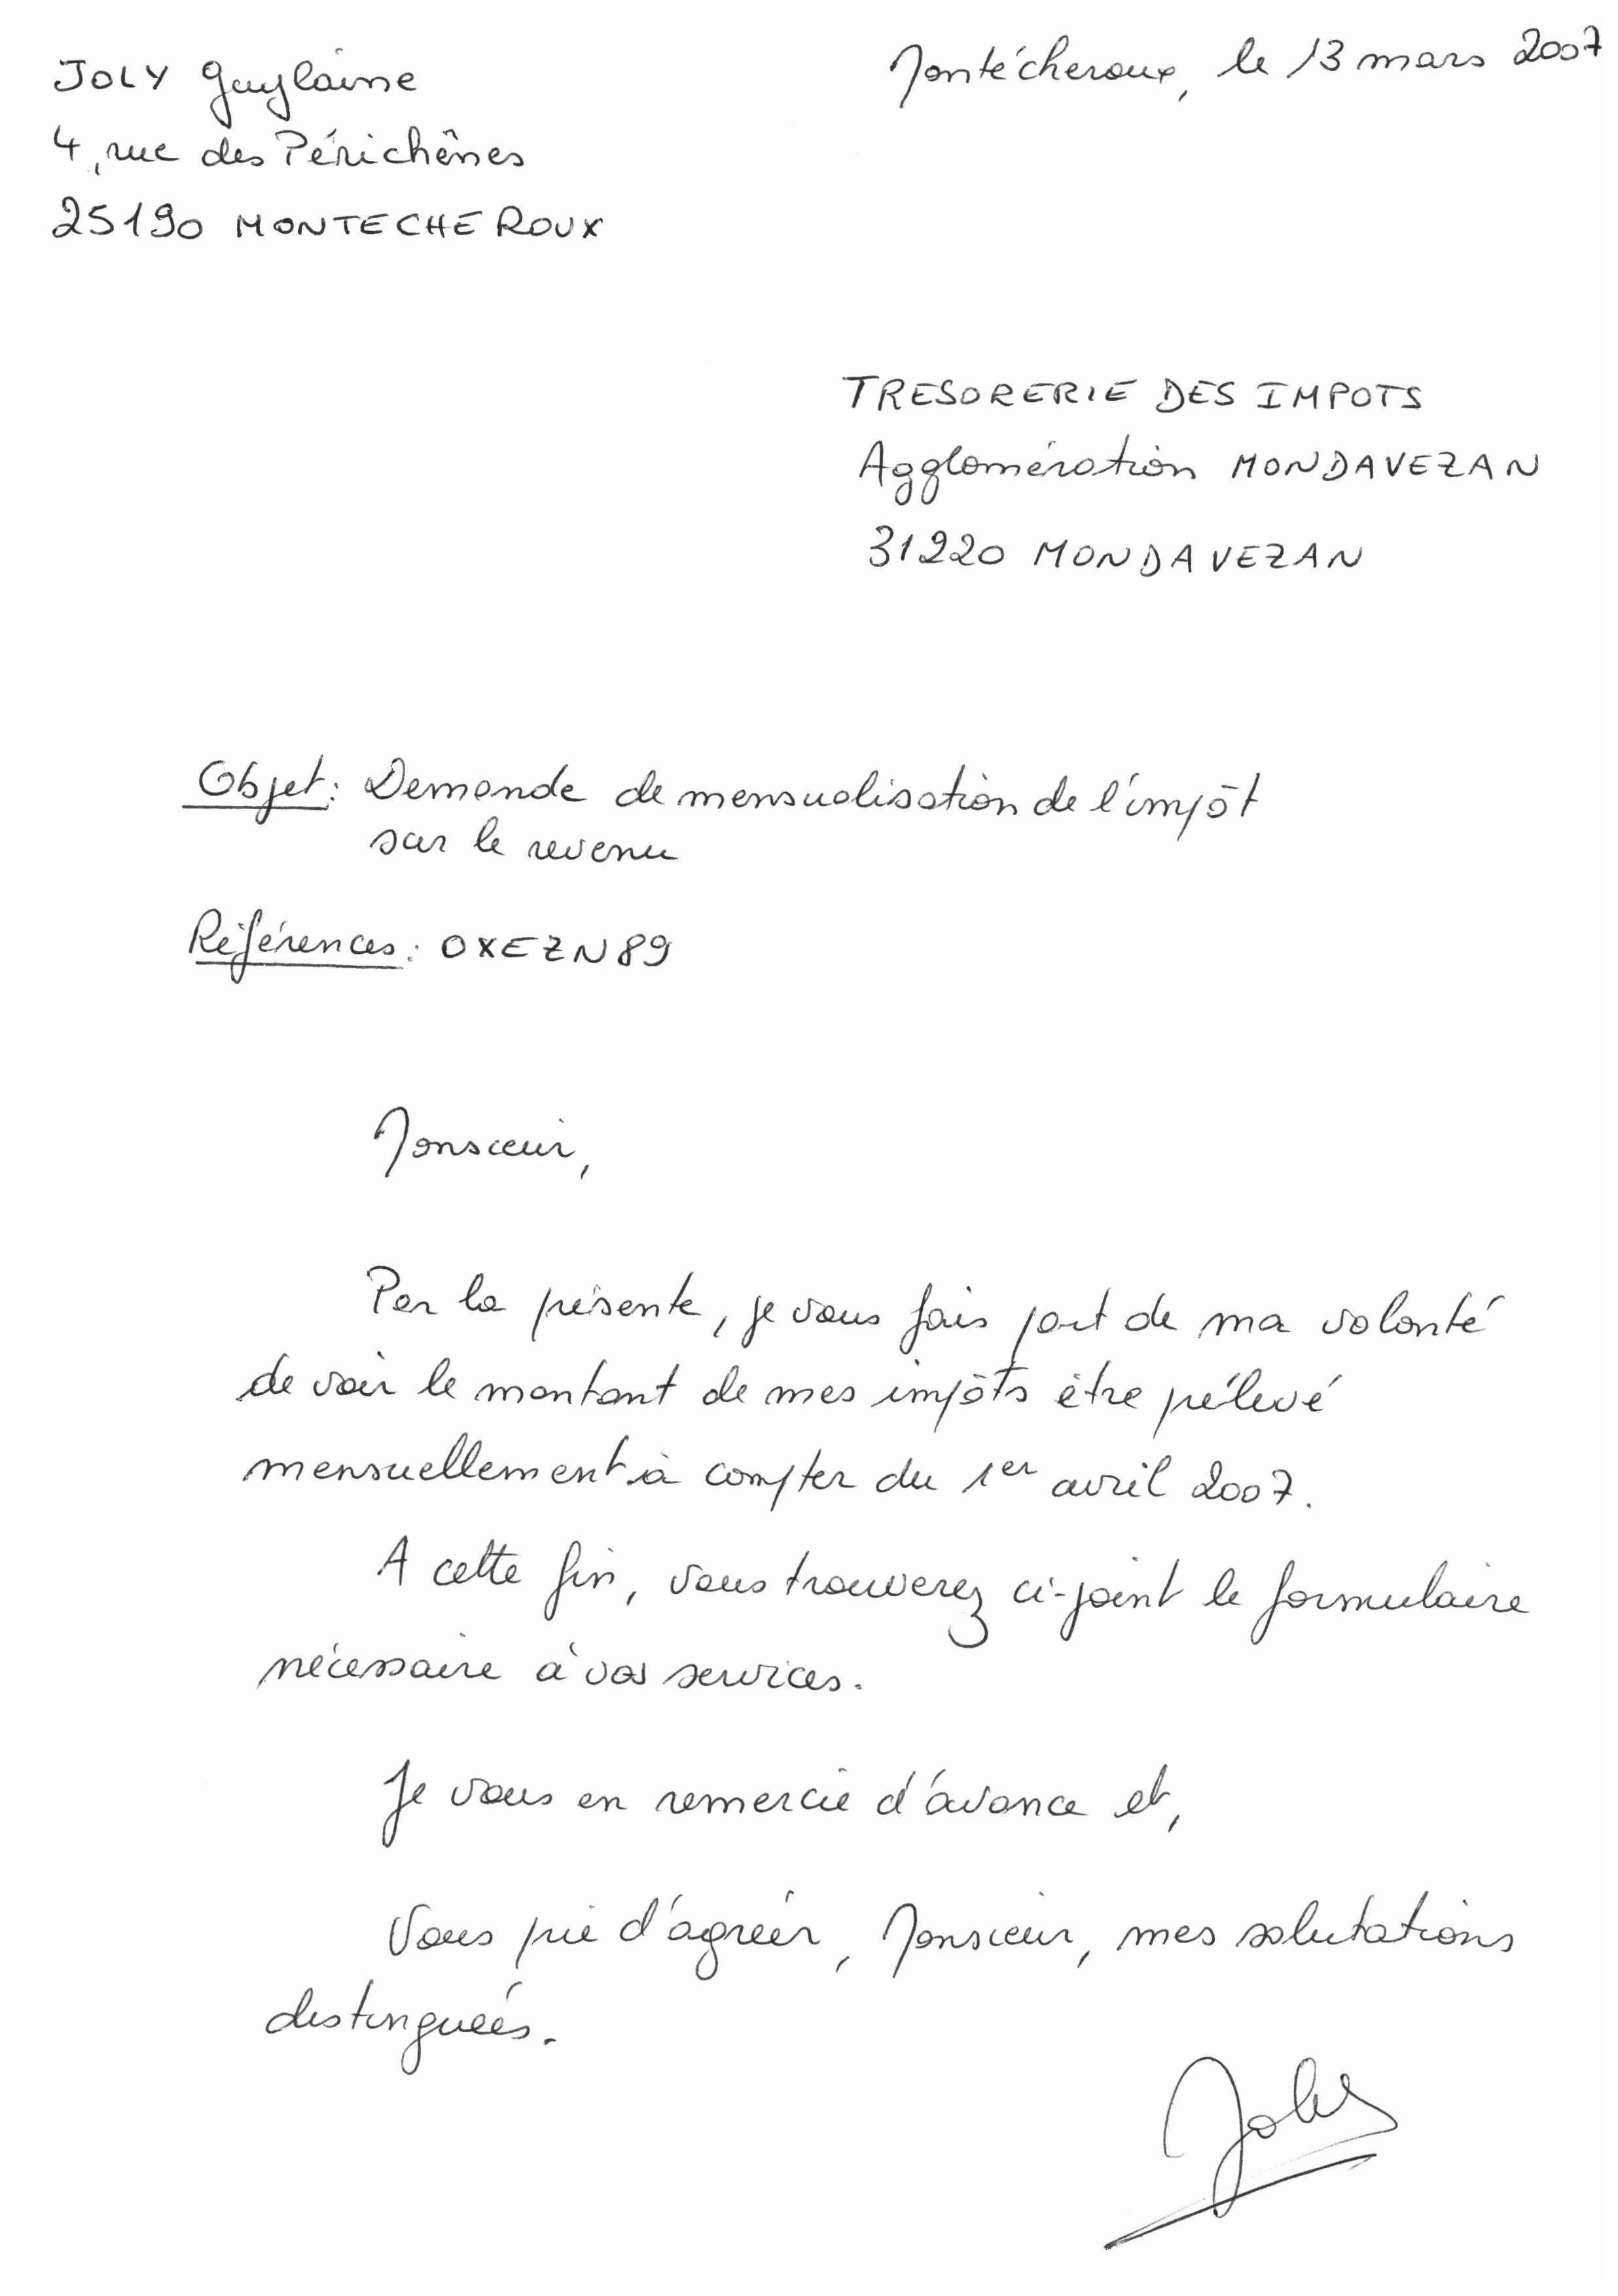 JOLY Guylaine
4, rue des Périchênes
25190 MONTECHEROUX
Montécheroux, le 13 mars 2007
TRESORERIE DES IMPOTS
Agglomération MONDAVEZAN
31220 MONDAVEZAN
Objet: Demande de mensualisation de l'impôt
sur le revenu
Références: OXEZN89
Monsieur,
Par la présente, je vous fais part de ma volonté
de voir le montant de mes impôts être prélevé
mensuellement à compter du 1er avril 2007.
A cette fin, vous trouverez ci-joint le formulaire
nécessaire à vos services.
Je vous en remercie d'avance et,
Vous prie d'agréer, Monsieur, mes salutations
distinguées.
Joly